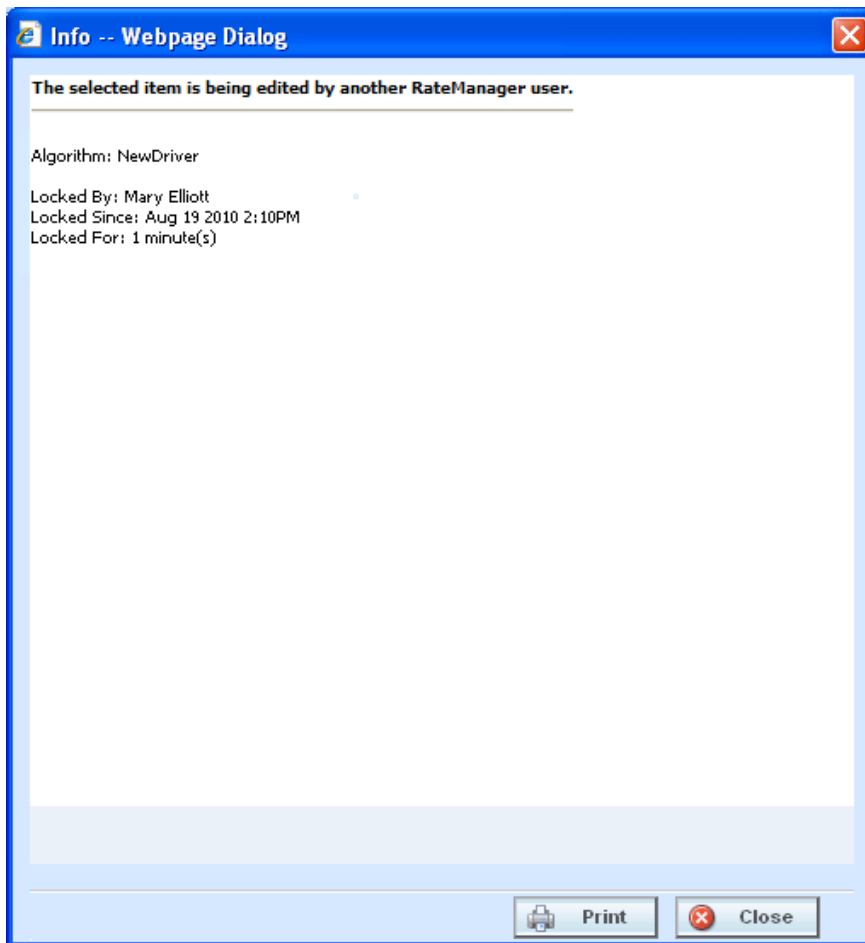 Info -- Webpage Dialog
The selected item is being edited by another RateManager user.
Algorithm: NewDriver
Locked By: Mary Elliott
Locked Since: Aug 19 2010 2:10PM
Locked For: 1 minute(s)
Print Close